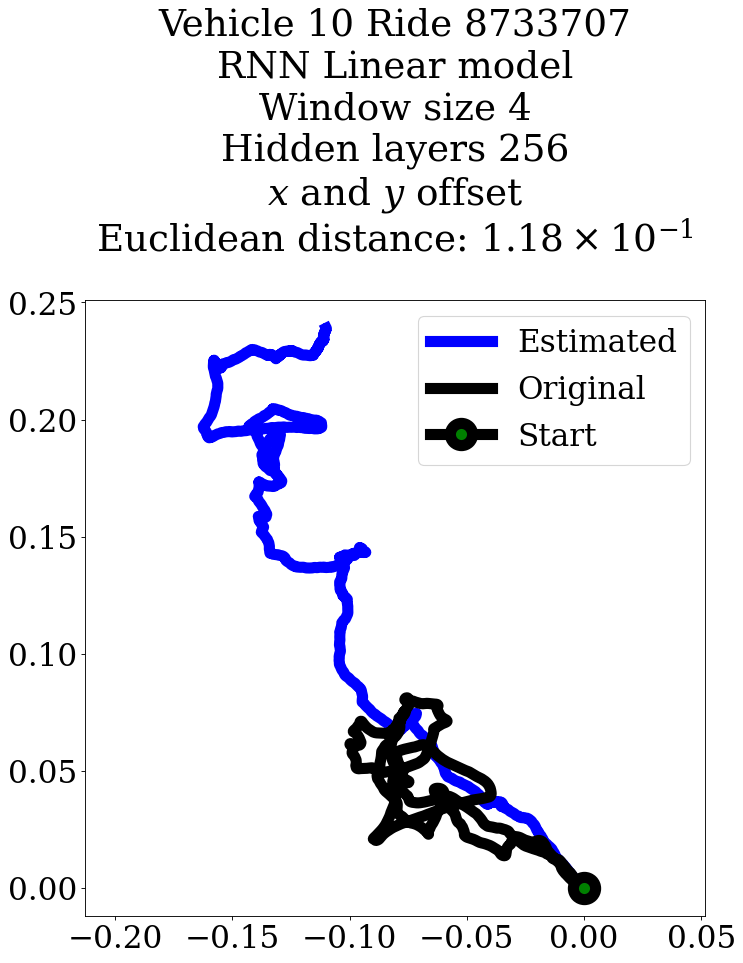 Vehicle 10 Ride 8733707
RNN Linear model
Window size 4
Hidden layers 256
x and y offset
Euclidean distance: 1.18 × 10⁻¹
0.25
0.20
0.15
0.10
0.05
0.00
Estimated
Original
Start
−0.20 −0.15 −0.10 −0.05 0.00 0.05